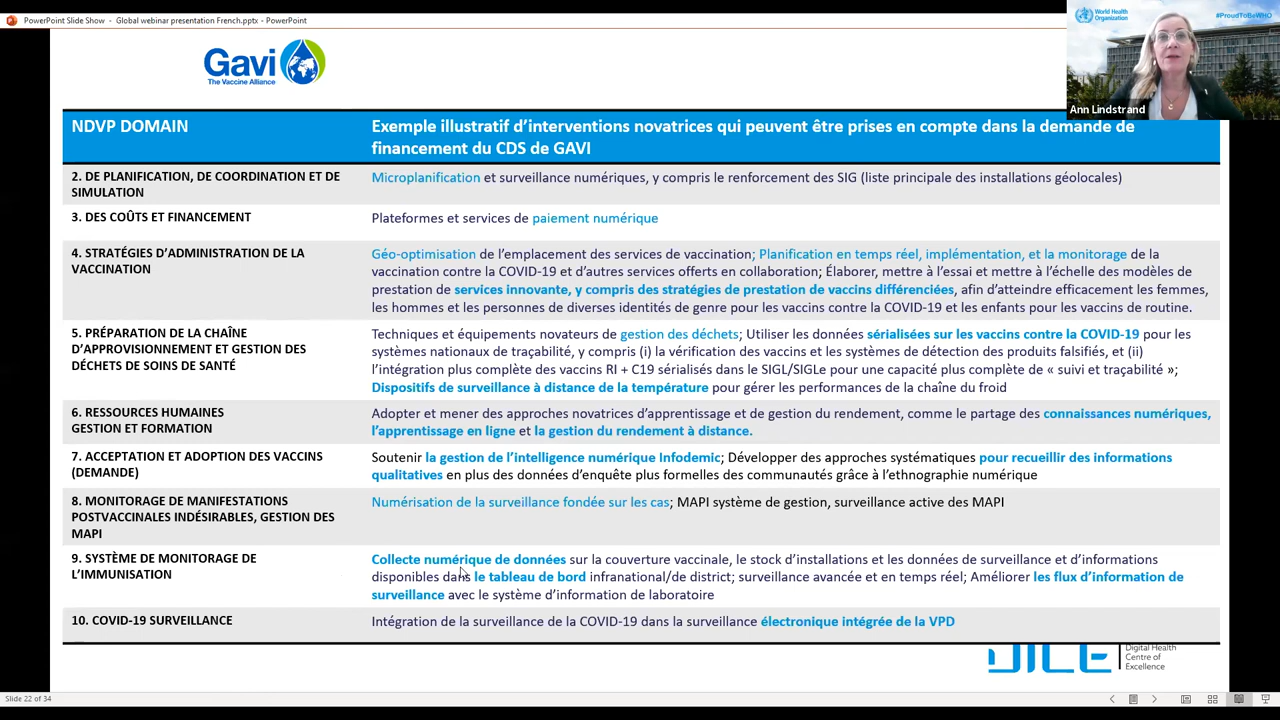 PowerPoint Slide Show - Global webinar presentation French.pptx - PowerPoint
World Health
Organization
#ProudToBeWHO
Ann Lindstrand
Gavi
The Vaccine Alliance
NDVP DOMAIN
Exemple illustratif d’interventions novatrices qui peuvent être prises en compte dans la demande de
financement du CDS de GAVI
2. DE PLANIFICATION, DE COORDINATION ET DE
SIMULATION
Microplanification et surveillance numériques, y compris le renforcement des SIG (liste principale des installations géolocales)
3. DES COÛTS ET FINANCEMENT
Plateformes et services de paiement numérique
4. STRATÉGIES D’ADMINISTRATION DE LA
VACCINATION
Géo-optimisation de l’emplacement des services de vaccination; Planification en temps réel, implémentation, et la monitorage de la
vaccination contre la COVID-19 et d’autres services offerts en collaboration; Élaborer, mettre à l’essai et mettre à l’échelle des modèles de
prestation de services innovante, y compris des stratégies de prestation de vaccins différenciées, afin d’atteindre efficacement les femmes,
les hommes et les personnes de diverses identités de genre pour les vaccins contre la COVID-19 et les enfants pour les vaccins de routine.
5. PRÉPARATION DE LA CHAÎNE
D’APPROVISIONNEMENT ET GESTION DES
DÉCHETS DE SOINS DE SANTÉ
Techniques et équipements novateurs de gestion des déchets; Utiliser les données sérialisées sur les vaccins contre la COVID-19 pour les
systèmes nationaux de traçabilité, y compris (i) la vérification des vaccins et les systèmes de détection des produits falsifiés, et (ii)
l’intégration plus complète des vaccins RI + C19 sérialisés dans le SIGL/SIGLe pour une capacité plus complète de « suivi et traçabilité »;
Dispositifs de surveillance à distance de la température pour gérer les performances de la chaîne du froid
6. RESSOURCES HUMAINES
GESTION ET FORMATION
Adopter et mener des approches novatrices d’apprentissage et de gestion du rendement, comme le partage des connaissances numériques,
l’apprentissage en ligne et la gestion du rendement à distance.
7. ACCEPTATION ET ADOPTION DES VACCINS
(DEMANDE)
Soutenir la gestion de l’intelligence numérique Infodemic; Développer des approches systématiques pour recueillir des informations
qualitatives en plus des données d’enquête plus formelles des communautés grâce à l’ethnographie numérique
8. MONITORAGE DE MANIFESTATIONS
POSTVACCINALES INDÉSIRABLES, GESTION DES
MAPI
Numérisation de la surveillance fondée sur les cas; MAPI système de gestion, surveillance active des MAPI
9. SYSTÈME DE MONITORAGE DE
L’IMMUNISATION
Collecte numérique de données sur la couverture vaccinale, le stock d’installations et les données de surveillance et d’informations
disponibles dans le tableau de bord infranational/de district; surveillance avancée et en temps réel; Améliorer les flux d’information de
surveillance avec le système d’information de laboratoire
10. COVID-19 SURVEILLANCE
Intégration de la surveillance de la COVID-19 dans la surveillance électronique intégrée de la VPD
Digital Health
Centre of
Excellence
Slide 22 of 34